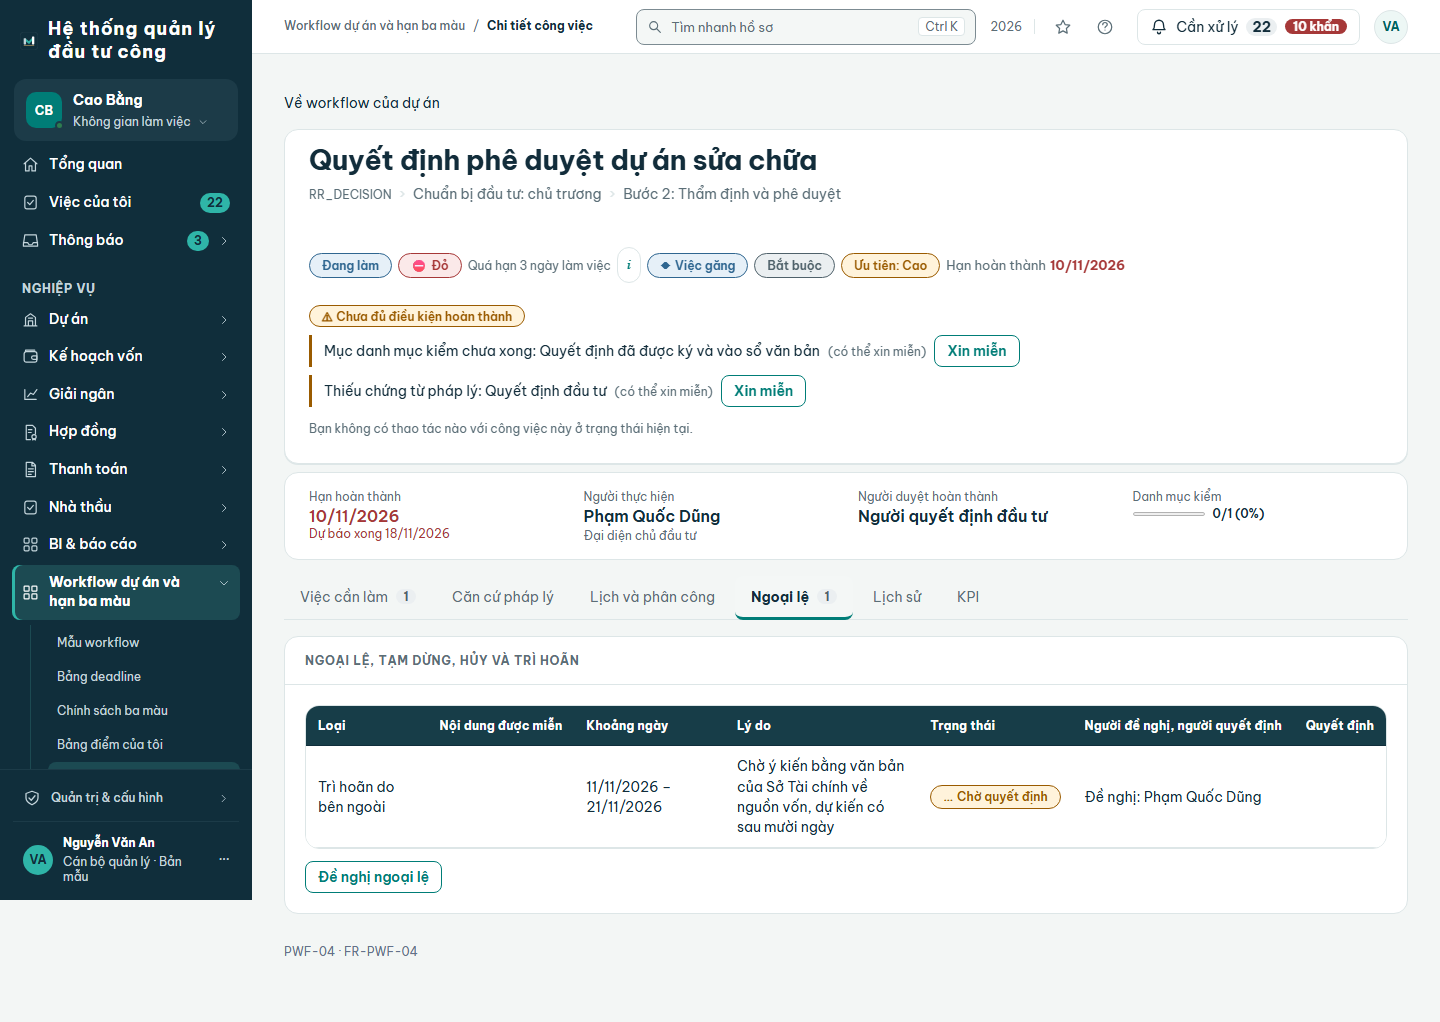 Hệ thống quản lý
đầu tư công
CB
Cao Bằng
Không gian làm việc
Tổng quan
Việc của tôi
22
Thông báo
3
NGHIỆP VỤ
Dự án
Kế hoạch vốn
Giải ngân
Hợp đồng
Thanh toán
Nhà thầu
BI & báo cáo
Workflow dự án và
hạn ba màu
Mẫu workflow
Bảng deadline
Chính sách ba màu
Bảng điểm của tôi
Quản trị & cấu hình
VA
Nguyễn Văn An
Cán bộ quản lý · Bản
mẫu
Workflow dự án và hạn ba màu / Chi tiết công việc
Tìm nhanh hồ sơ
Ctrl K
2026
Cần xử lý 22 10 khẩn
VA
Về workflow của dự án
Quyết định phê duyệt dự án sửa chữa
RR_DECISION › Chuẩn bị đầu tư: chủ trương › Bước 2: Thẩm định và phê duyệt
Đang làm
Đỏ
Quá hạn 3 ngày làm việc
i
Việc găng
Bắt buộc
Ưu tiên: Cao
Hạn hoàn thành 10/11/2026
⚠ Chưa đủ điều kiện hoàn thành
Mục danh mục kiểm chưa xong: Quyết định đã được ký và vào sổ văn bản (có thể xin miễn) Xin miễn
Thiếu chứng từ pháp lý: Quyết định đầu tư (có thể xin miễn) Xin miễn
Bạn không có thao tác nào với công việc này ở trạng thái hiện tại.
Hạn hoàn thành
10/11/2026
Dự báo xong 18/11/2026
Người thực hiện
Phạm Quốc Dũng
Đại diện chủ đầu tư
Người duyệt hoàn thành
Người quyết định đầu tư
Danh mục kiểm
0/1 (0%)
Việc cần làm 1
Căn cứ pháp lý
Lịch và phân công
Ngoại lệ 1
Lịch sử
KPI
NGOẠI LỆ, TẠM DỪNG, HỦY VÀ TRÌ HOÃN
Loại
Nội dung được miễn
Khoảng ngày
Lý do
Trạng thái
Người đề nghị, người quyết định
Quyết định
Trì hoãn do
bên ngoài
11/11/2026 –
21/11/2026
Chờ ý kiến bằng văn bản
của Sở Tài chính về
nguồn vốn, dự kiến có
sau mười ngày
… Chờ quyết định
Đề nghị: Phạm Quốc Dũng
Đề nghị ngoại lệ
PWF-04 · FR-PWF-04